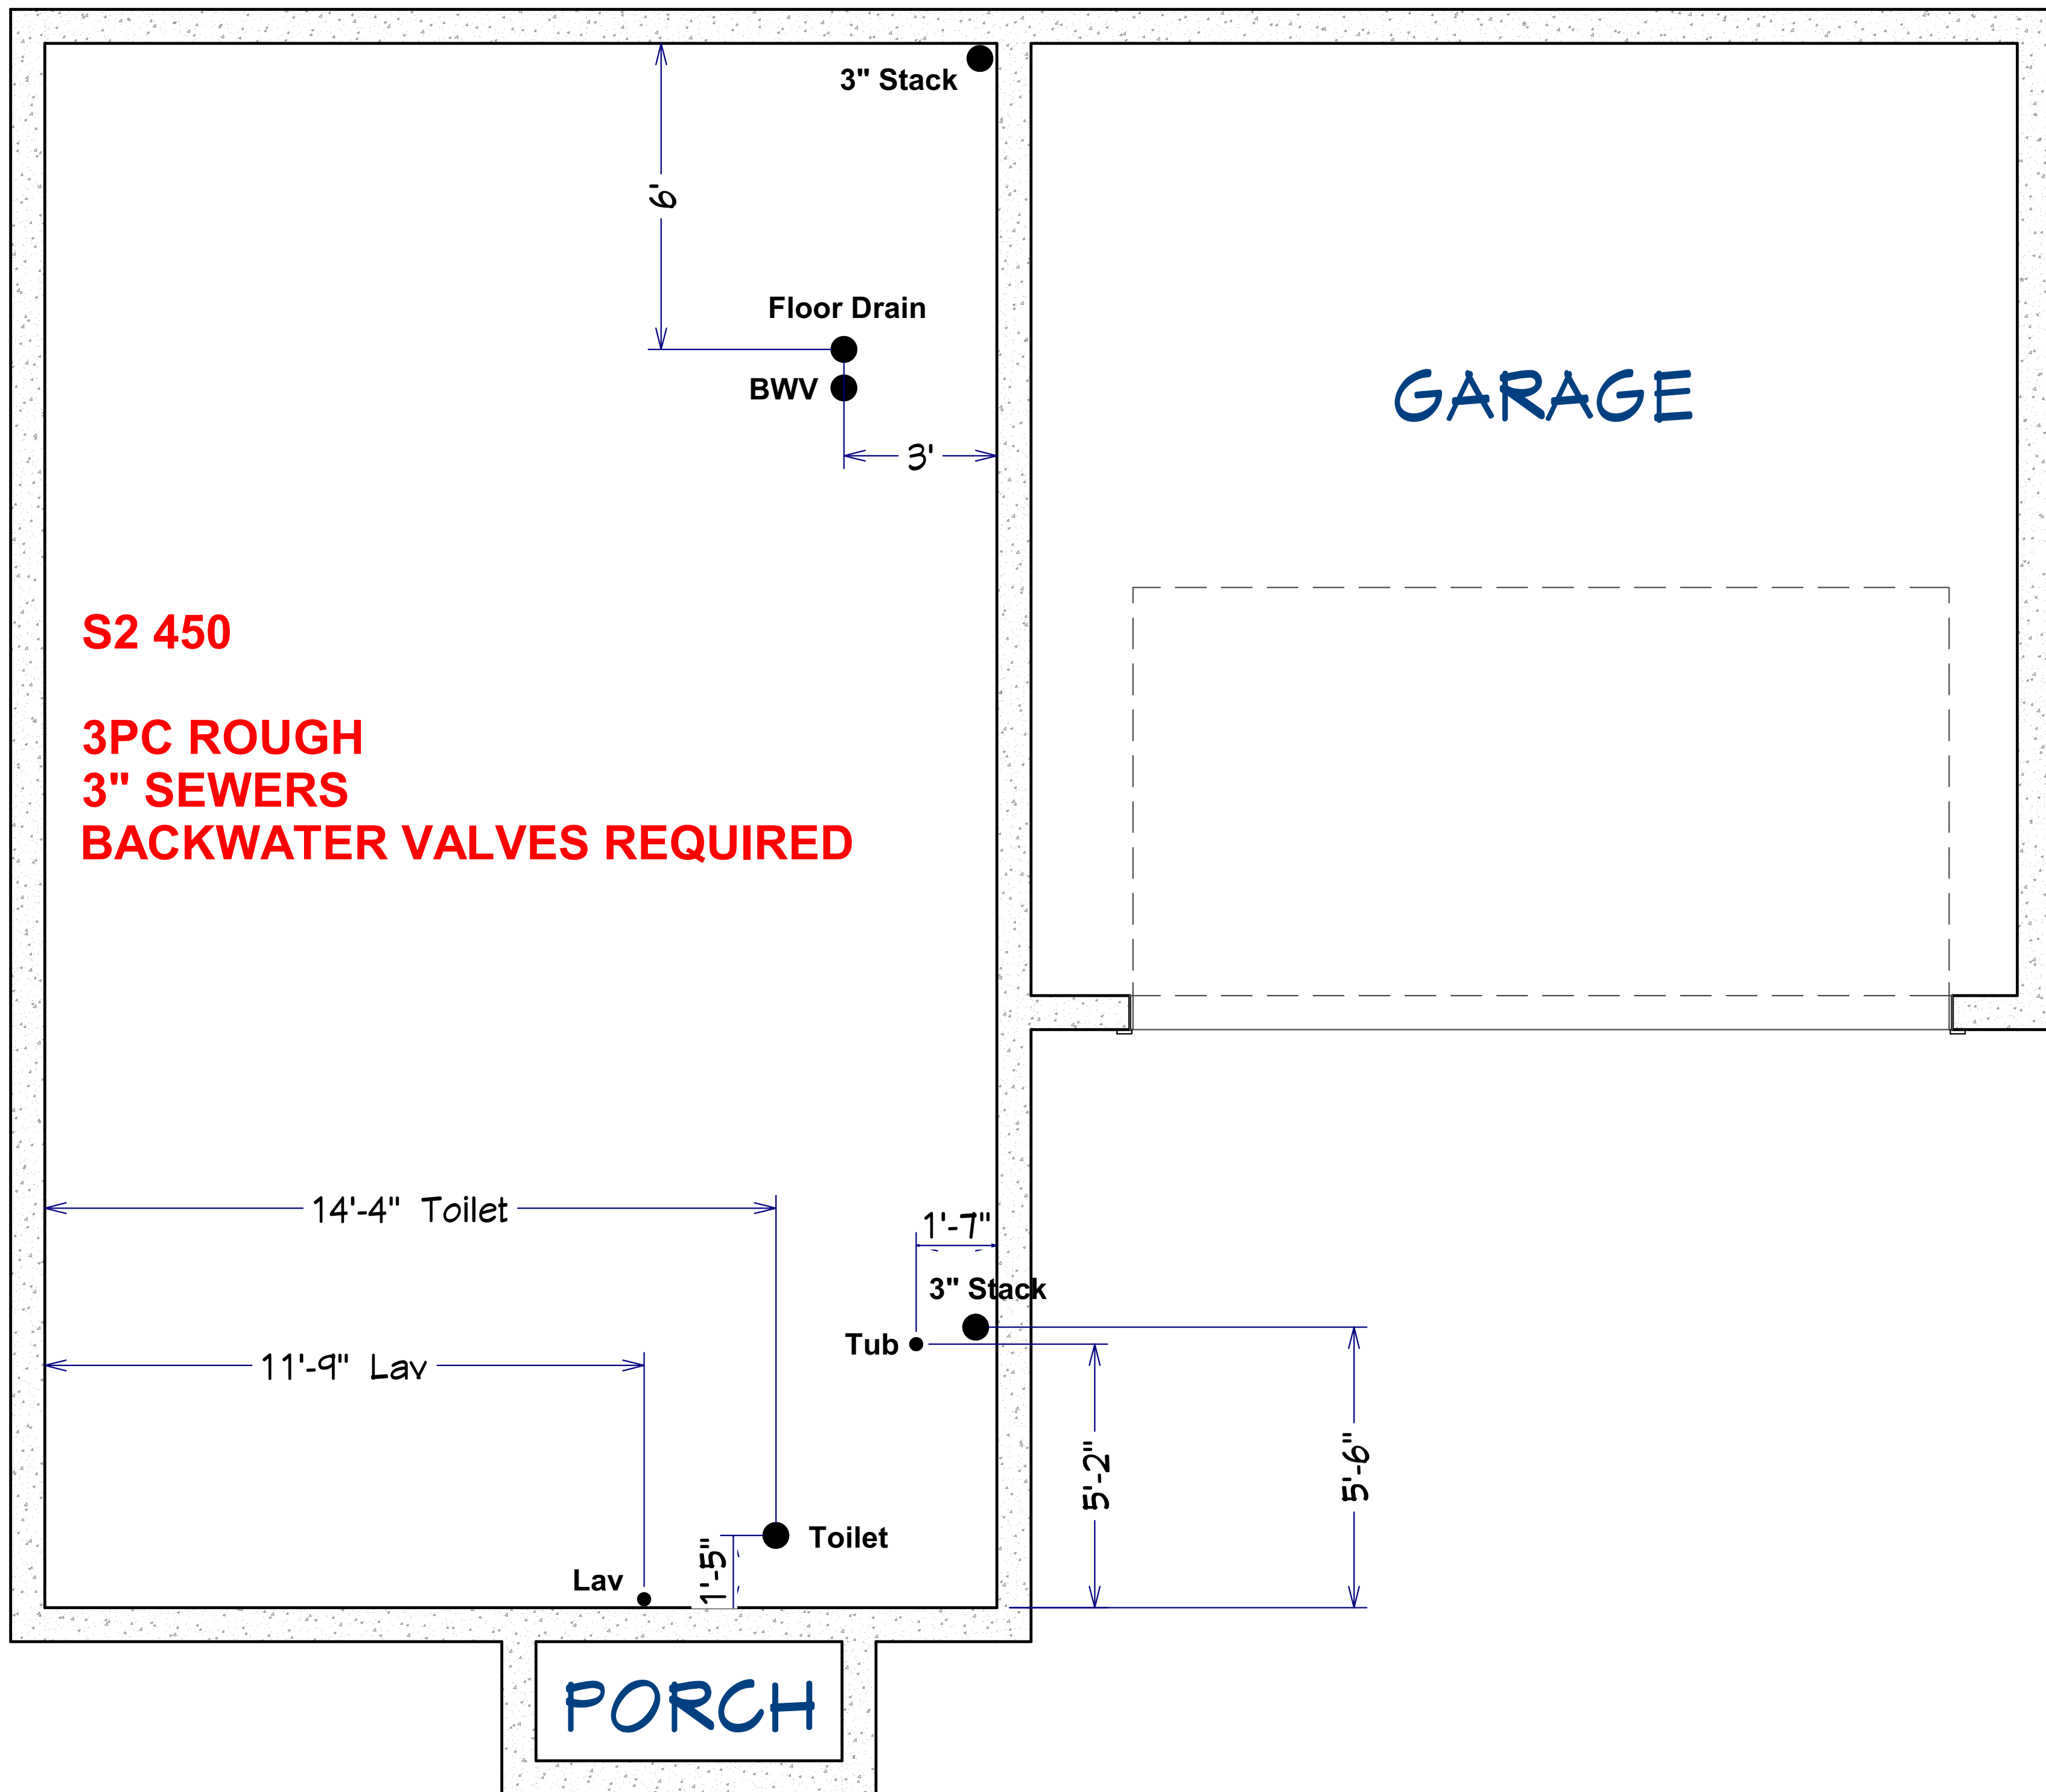 3" Stack
6'
Floor Drain
BWV
3'
GARAGE
S2 450
3PC ROUGH
3" SEWERS
BACKWATER VALVES REQUIRED
14'-4" Toilet
1'-7"
3" Stack
Tub
11'-9" Lav
5'-2"
5'-6"
Toilet
1'-5"
Lav
PORCH